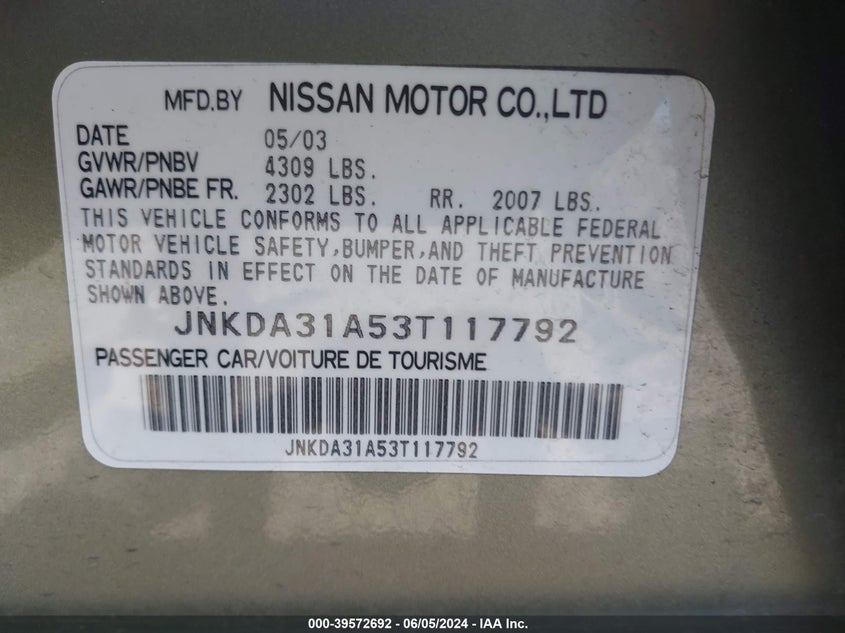 MFD.BY NISSAN MOTOR CO.,LTD
DATE 05/03
GVWR/PNBV 4309 LBS.
GAWR/PNBE FR. 2302 LBS. RR. 2007 LBS.
THIS VEHICLE CONFORMS TO ALL APPLICABLE FEDERAL
MOTOR VEHICLE SAFETY,BUMPER,AND THEFT PREVENTION
STANDARDS IN EFFECT ON THE DATE OF MANUFACTURE
SHOWN ABOVE.
JNKDA31A53T117792
PASSENGER CAR/VOITURE DE TOURISME
JNKDA31A53T117792
000-39572692 - 06/05/2024 - IAA Inc.